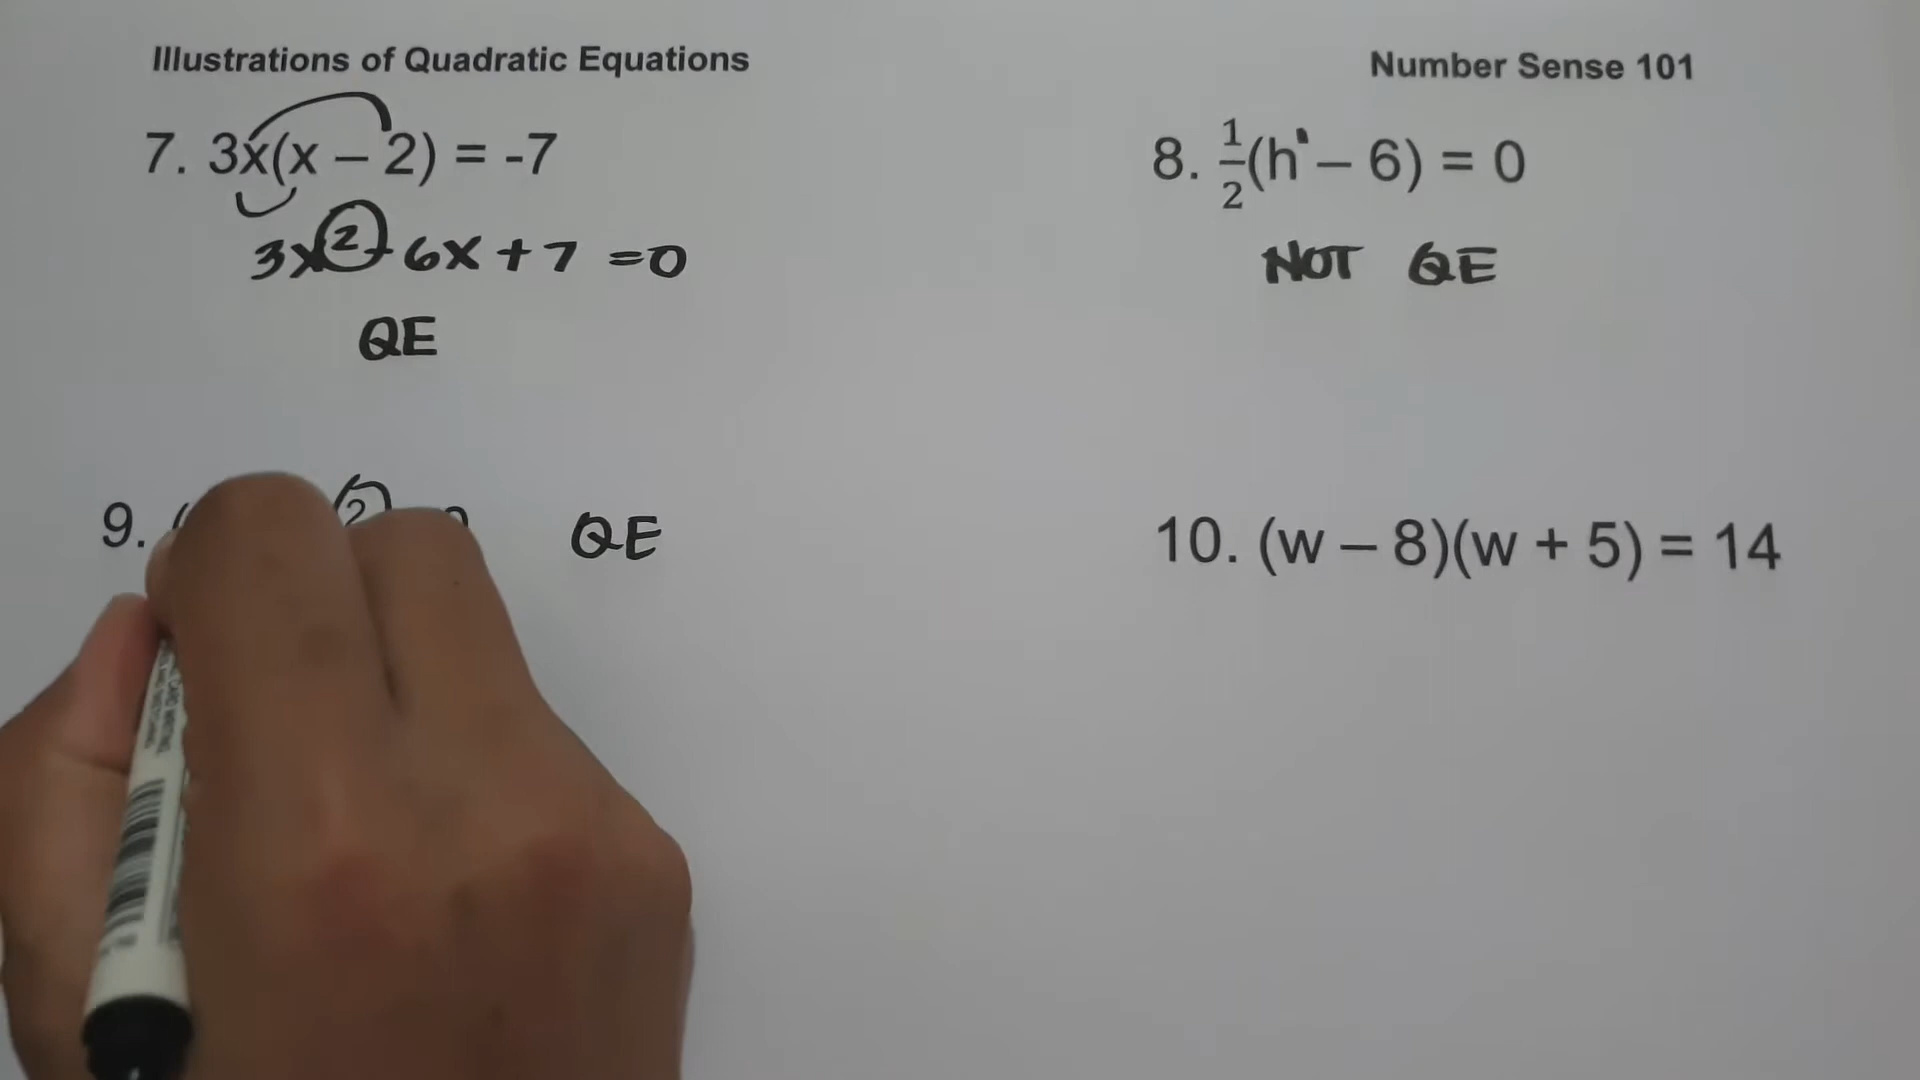 Illustrations of Quadratic Equations
Number Sense 101
7. 3x(x – 2) = -7
3x² - 6x + 7 = 0
QE
8. ½(h' – 6) = 0
NOT QE
9. ( 2
QE
10. (w – 8)(w + 5) = 14